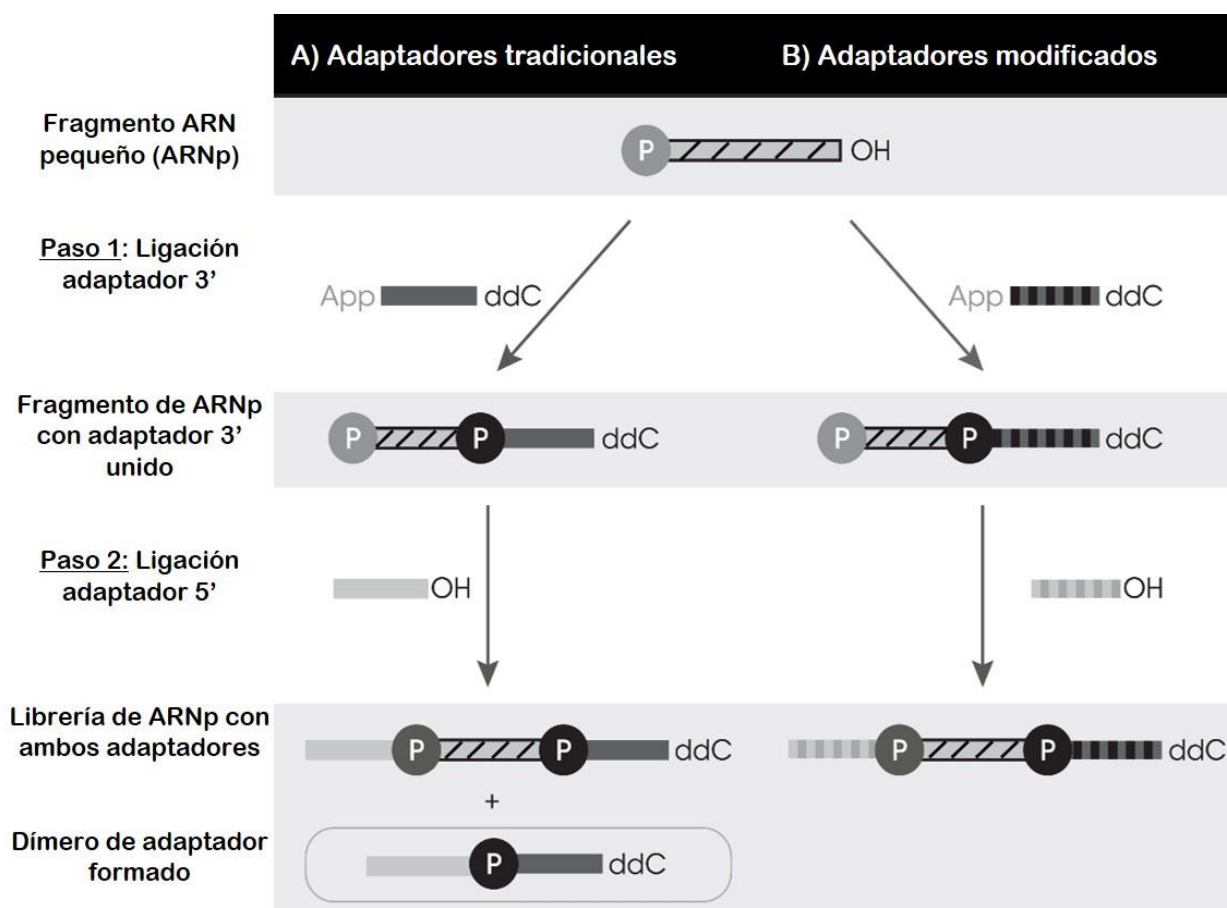 A) Adaptadores tradicionales
B) Adaptadores modificados
Fragmento ARN
pequeño (ARNp)
P
OH
Paso 1: Ligación
adaptador 3’
App
ddC
App
ddC
Fragmento de ARNp
con adaptador 3’
unido
P
P
ddC
P
P
ddC
Paso 2: Ligación
adaptador 5’
OH
OH
Librería de ARNp con
ambos adaptadores
P
P
ddC
P
P
ddC
+
Dímero de adaptador
formado
P
ddC